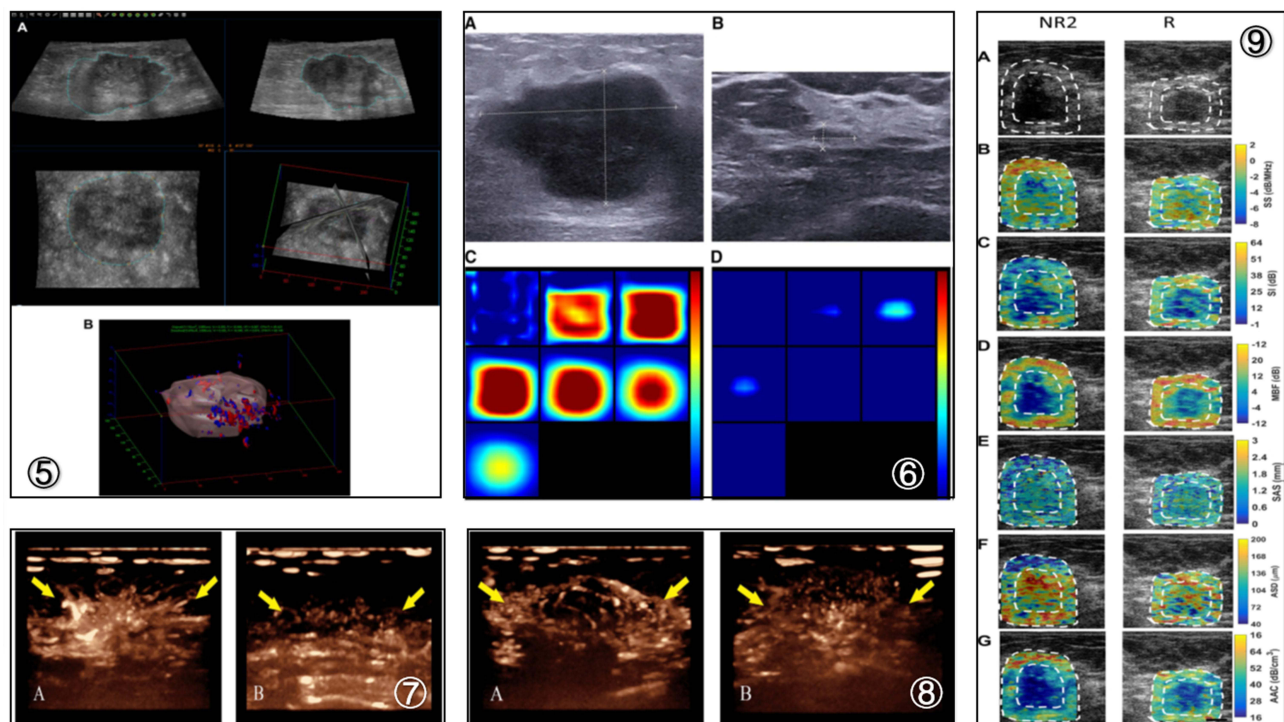 A
B
⑤
A
B
C
D
⑥
A
B
⑦
A
B
⑧
NR2
R
⑨
A
B
2
0
-2
-4
-6
-8
SS (dB/MHz)
C
64
51
38
25
12
-1
SI (dB)
D
-12
20
12
4
-4
-12
MBF (dB)
E
3
2.4
1.8
1.2
0.6
0
SAS (mm)
F
200
168
136
104
72
40
ASD (μm)
G
16
64
52
40
28
16
AAC (dB/cm³)